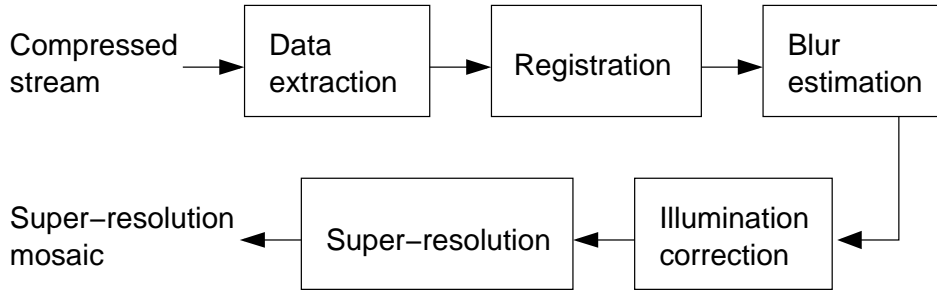 Compressed
stream
Data
extraction
Registration
Blur
estimation
Illumination
correction
Super−resolution
Super−resolution
mosaic